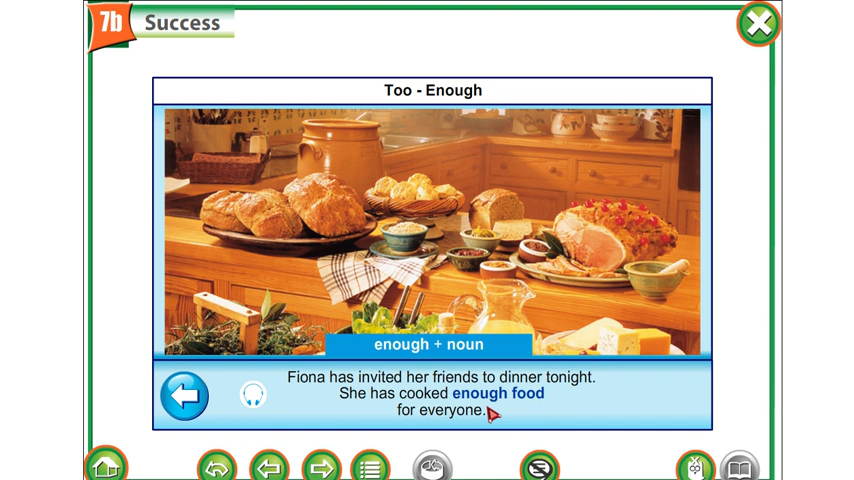 7b Success
Too - Enough
enough + noun
Fiona has invited her friends to dinner tonight.
She has cooked enough food
for everyone.